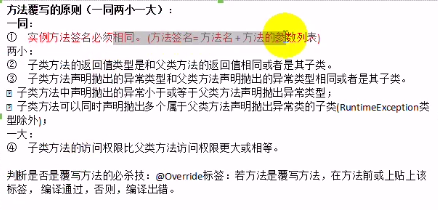 方法覆写的原则(一同两小一大):
一同:
① 实例方法签名必须相同。(方法签名= 方法名 + 方法的参数列表)
两小:
② 子类方法的返回值类型是和父类方法的返回值相同或者是其子类。
③ 子类方法声明抛出的异常类型和父类方法声明抛出的异常类型相同或者是其子类。
子类方法中声明抛出的异常小于或等于父类方法声明抛出异常类型;
子类方法可以同时声明抛出多个属于父类方法声明抛出异常类的子类(RuntimeException类
型除外);
一大:
④ 子类方法的访问权限比父类方法访问权限更大或相等。
判断是否是覆写方法的必杀技: @Override标签: 若方法是覆写方法,在方法前或上贴上该
标签, 编译通过,否则,编译出错。